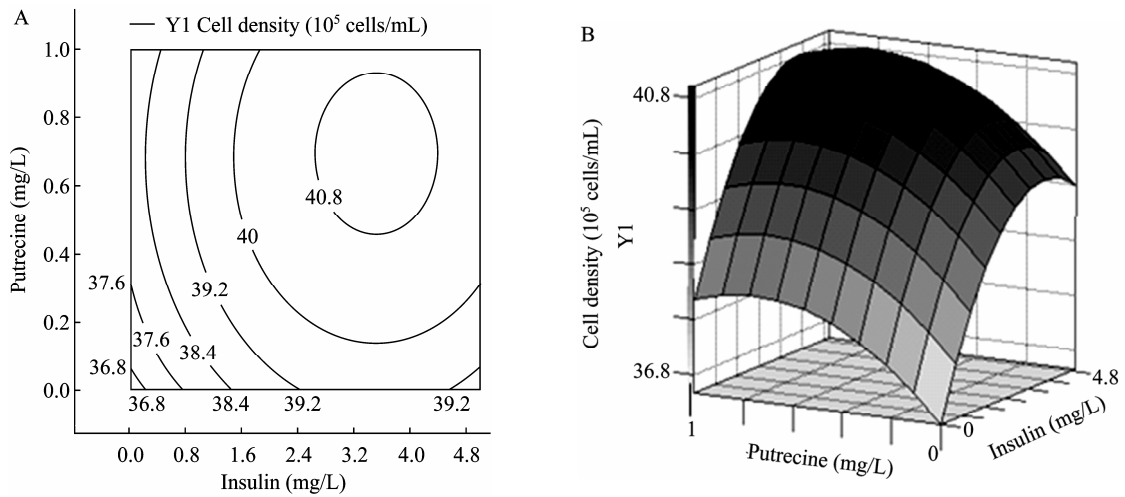 A
Y1 Cell density (10⁵ cells/mL)
1.0
0.8
0.6
0.4
0.2
0.0
Putrecine (mg/L)
40.8
40
39.2
38.4
37.6
37.6
36.8
36.8
38.4
39.2
39.2
0.0 0.8 1.6 2.4 3.2 4.0 4.8
Insulin (mg/L)
B
40.8
36.8
Cell density (10⁵ cells/mL)
Y1
1
Putrecine (mg/L)
0
0
Insulin (mg/L)
4.8